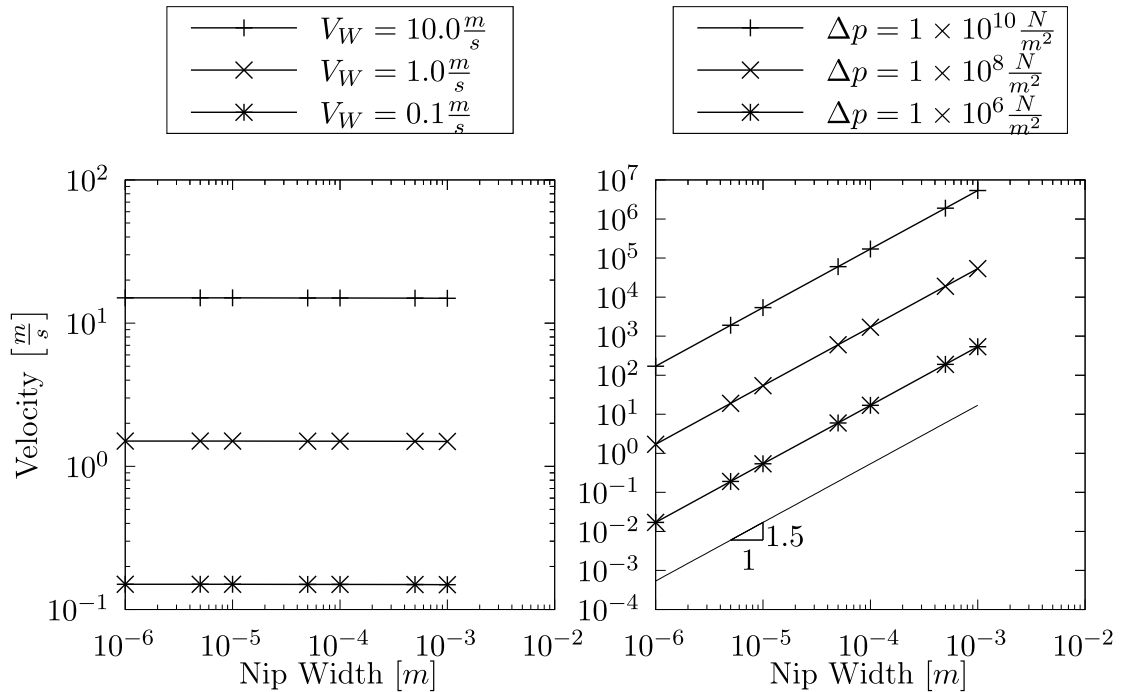 V_W = 10.0 m/s
V_W = 1.0 m/s
V_W = 0.1 m/s
Δp = 1 × 10^10 N/m^2
Δp = 1 × 10^8 N/m^2
Δp = 1 × 10^6 N/m^2
Velocity [m/s]
10^2
10^1
10^0
10^−1
10^−6 10^−5 10^−4 10^−3 10^−2
Nip Width [m]
10^7
10^6
10^5
10^4
10^3
10^2
10^1
10^0
10^−1
10^−2
10^−3
10^−4
1.5
1
10^−6 10^−5 10^−4 10^−3 10^−2
Nip Width [m]